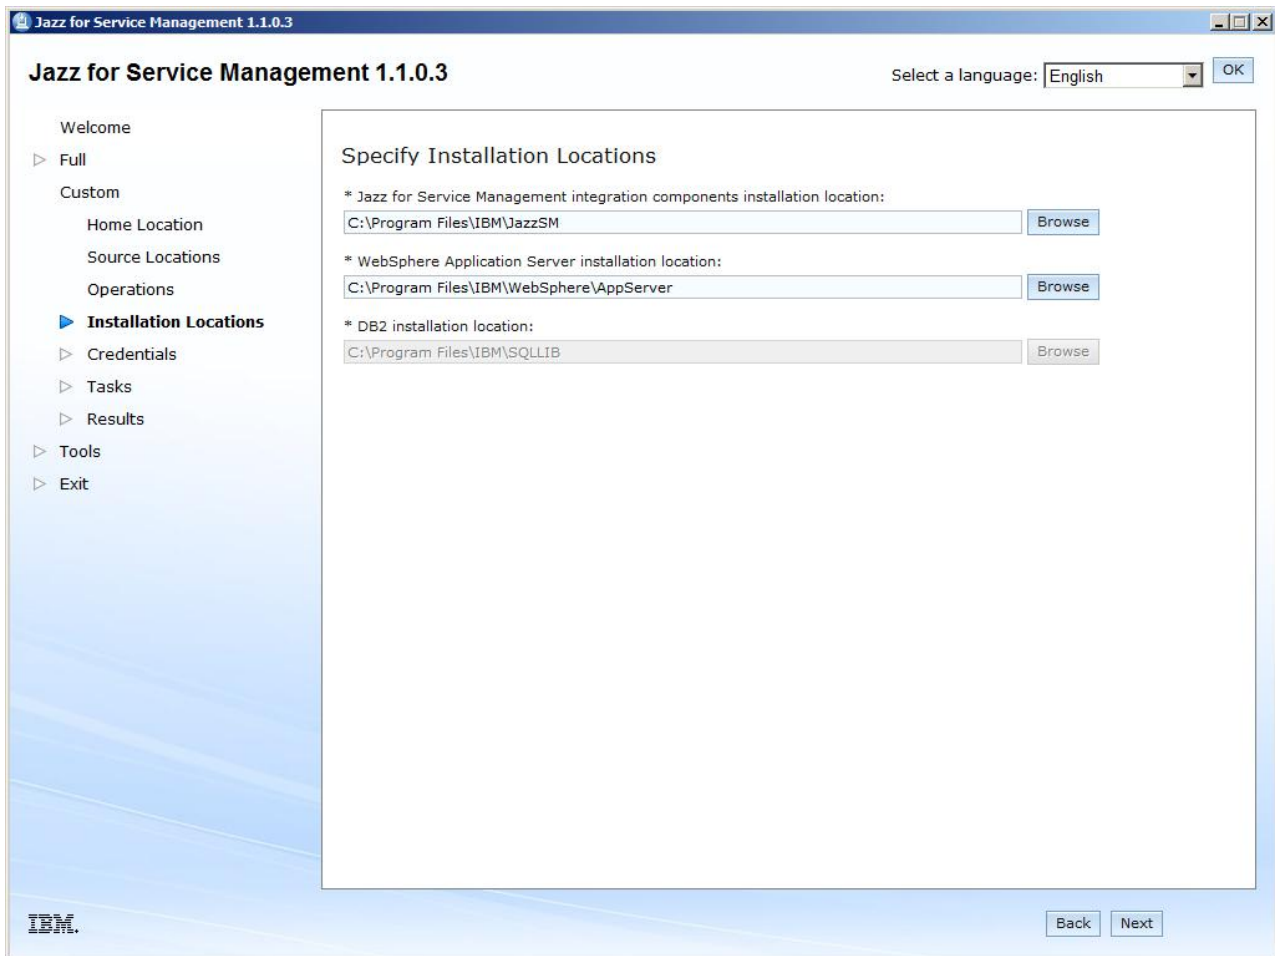 Jazz for Service Management 1.1.0.3
Jazz for Service Management 1.1.0.3
Select a language: English OK
Welcome
Full
Custom
Home Location
Source Locations
Operations
Installation Locations
Credentials
Tasks
Results
Tools
Exit
Specify Installation Locations
* Jazz for Service Management integration components installation location:
C:\Program Files\IBM\JazzSM Browse
* WebSphere Application Server installation location:
C:\Program Files\IBM\WebSphere\AppServer Browse
* DB2 installation location:
C:\Program Files\IBM\SQLLIB Browse
IBM.
Back Next